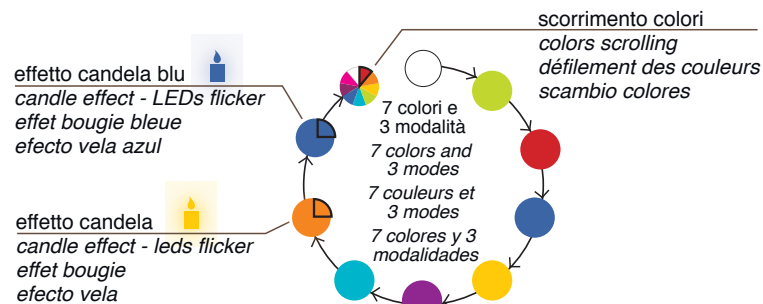 scorrimento colori
colors scrolling
défilement des couleurs
scambio colores
effetto candela blu
candle effect - LEDs flicker
effet bougie bleue
efecto vela azul
7 colori e
3 modalità
7 colors and
3 modes
7 couleurs et
3 modes
7 colores y 3
modalidades
effetto candela
candle effect - leds flicker
effet bougie
efecto vela